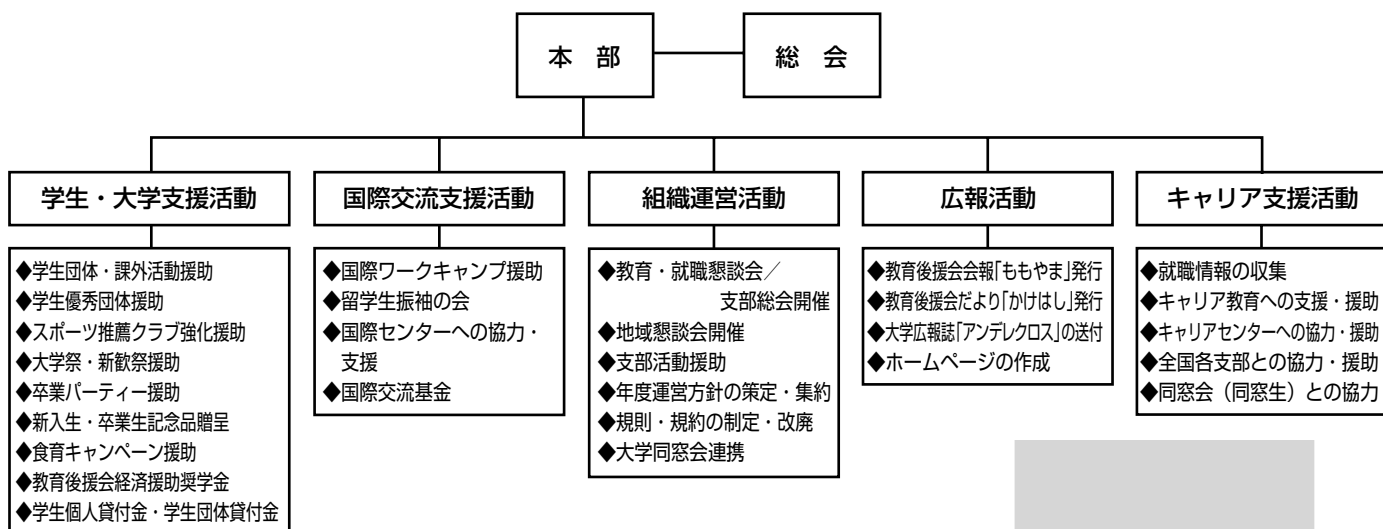 本　部
総　会
学生・大学支援活動
◆学生団体・課外活動援助
◆学生優秀団体援助
◆スポーツ推薦クラブ強化援助
◆大学祭・新歓祭援助
◆卒業パーティー援助
◆新入生・卒業生記念品贈呈
◆食育キャンペーン援助
◆教育後援会経済援助奨学金
◆学生個人貸付金・学生団体貸付金
国際交流支援活動
◆国際ワークキャンプ援助
◆留学生振袖の会
◆国際センターへの協力・
支援
◆国際交流基金
組織運営活動
◆教育・就職懇談会／
支部総会開催
◆地域懇談会開催
◆支部活動援助
◆年度運営方針の策定・集約
◆規則・規約の制定・改廃
◆大学同窓会連携
広報活動
◆教育後援会会報「ももやま」発行
◆教育後援会だより「かけはし」発行
◆大学広報誌「アンデレクロス」の送付
◆ホームページの作成
キャリア支援活動
◆就職情報の収集
◆キャリア教育への支援・援助
◆キャリアセンターへの協力・援助
◆全国各支部との協力・援助
◆同窓会（同窓生）との協力